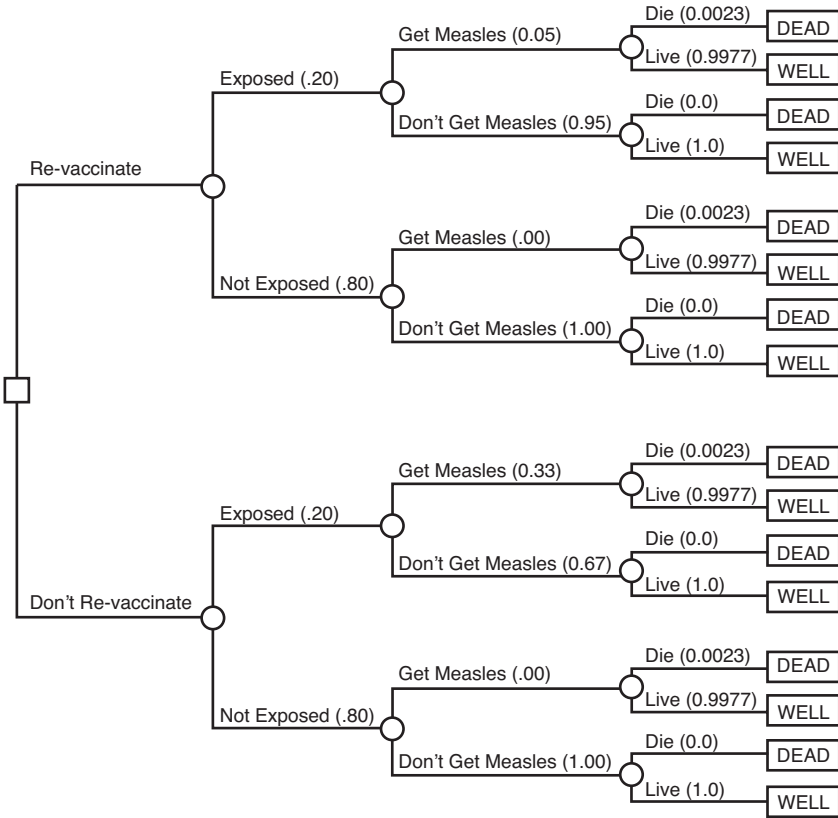 Die (0.0023)
DEAD
Get Measles (0.05)
Live (0.9977)
WELL
Exposed (.20)
Die (0.0)
DEAD
Don't Get Measles (0.95)
Live (1.0)
WELL
Re-vaccinate
Die (0.0023)
DEAD
Get Measles (.00)
Live (0.9977)
WELL
Not Exposed (.80)
Die (0.0)
DEAD
Don't Get Measles (1.00)
Live (1.0)
WELL
Die (0.0023)
DEAD
Get Measles (0.33)
Live (0.9977)
WELL
Exposed (.20)
Die (0.0)
DEAD
Don't Get Measles (0.67)
Live (1.0)
WELL
Don't Re-vaccinate
Die (0.0023)
DEAD
Get Measles (.00)
Live (0.9977)
WELL
Not Exposed (.80)
Die (0.0)
DEAD
Don't Get Measles (1.00)
Live (1.0)
WELL